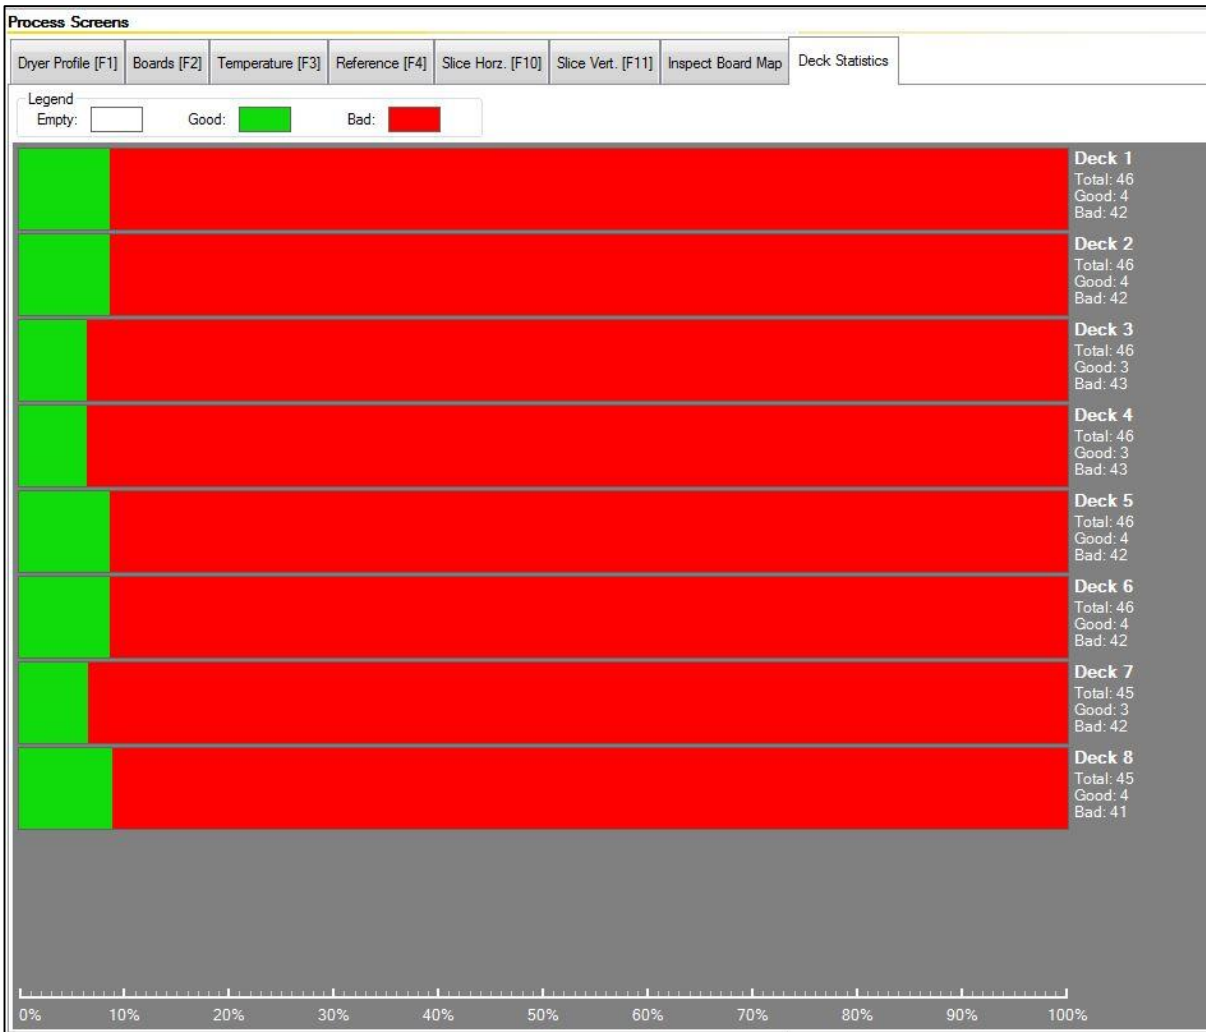 Process Screens
Dryer Profile [F1] Boards [F2] Temperature [F3] Reference [F4] Slice Horz. [F10] Slice Vert. [F11] Inspect Board Map Deck Statistics
Legend
Empty: Good: Bad:
Deck 1
Total: 46
Good: 4
Bad: 42
Deck 2
Total: 46
Good: 4
Bad: 42
Deck 3
Total: 46
Good: 3
Bad: 43
Deck 4
Total: 46
Good: 3
Bad: 43
Deck 5
Total: 46
Good: 4
Bad: 42
Deck 6
Total: 46
Good: 4
Bad: 42
Deck 7
Total: 45
Good: 3
Bad: 42
Deck 8
Total: 45
Good: 4
Bad: 41
0% 10% 20% 30% 40% 50% 60% 70% 80% 90% 100%